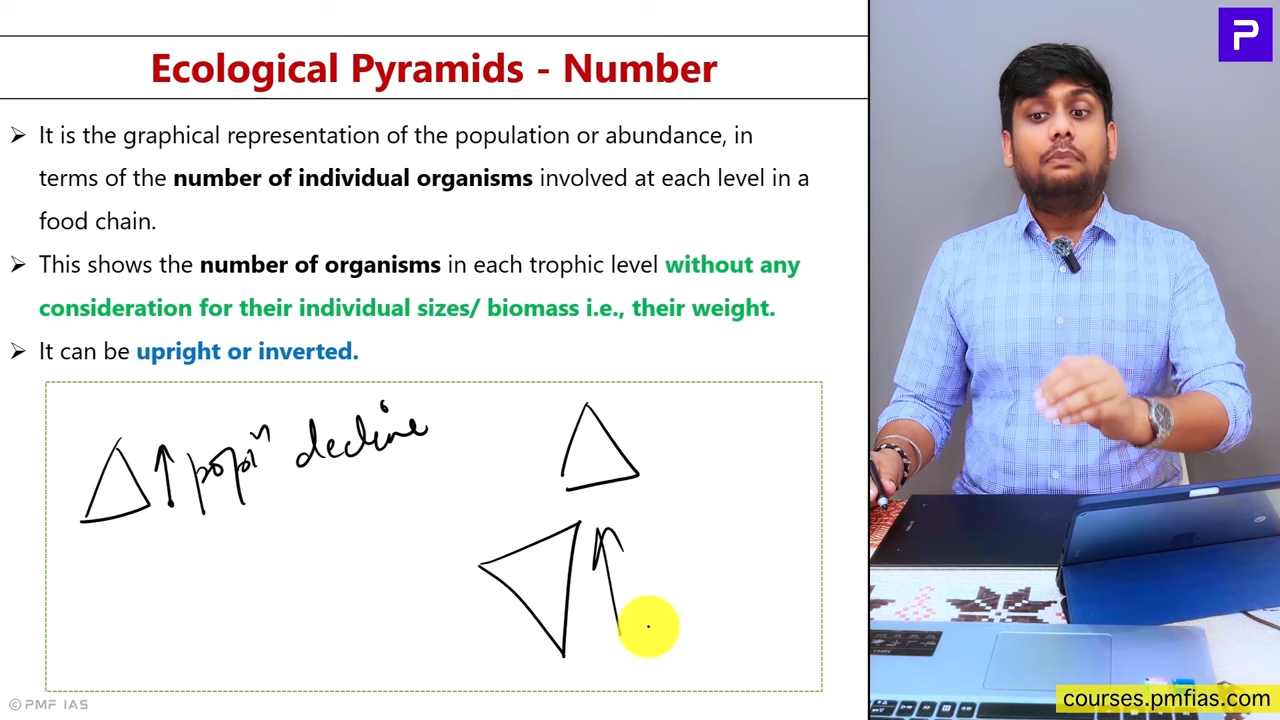 Ecological Pyramids - Number
➢ It is the graphical representation of the population or abundance, in
terms of the number of individual organisms involved at each level in a
food chain.
➢ This shows the number of organisms in each trophic level without any
consideration for their individual sizes/ biomass i.e., their weight.
➢ It can be upright or inverted.
popⁿ decline
© PMF IAS
P
courses.pmfias.com